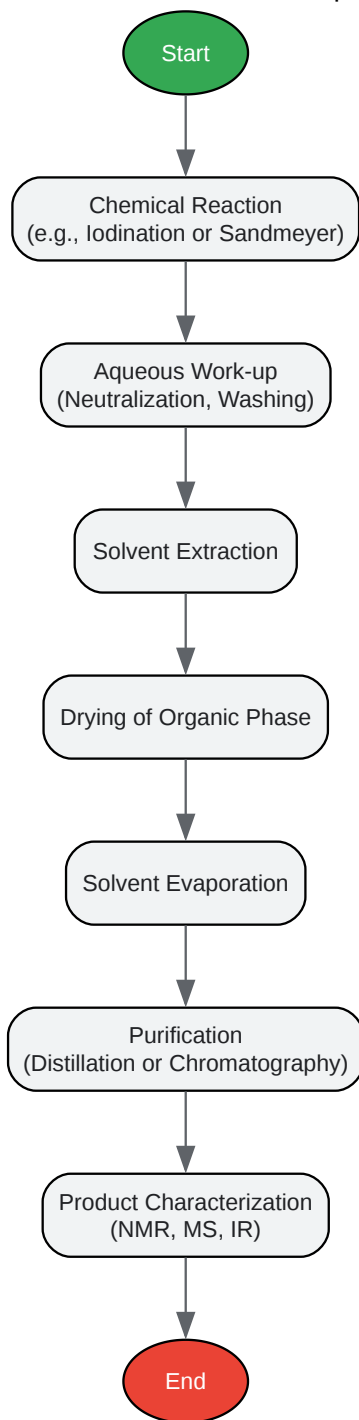 Start
Chemical Reaction
(e.g., Iodination or Sandmeyer)
Aqueous Work-up
(Neutralization, Washing)
Solvent Extraction
Drying of Organic Phase
Solvent Evaporation
Purification
(Distillation or Chromatography)
Product Characterization
(NMR, MS, IR)
End